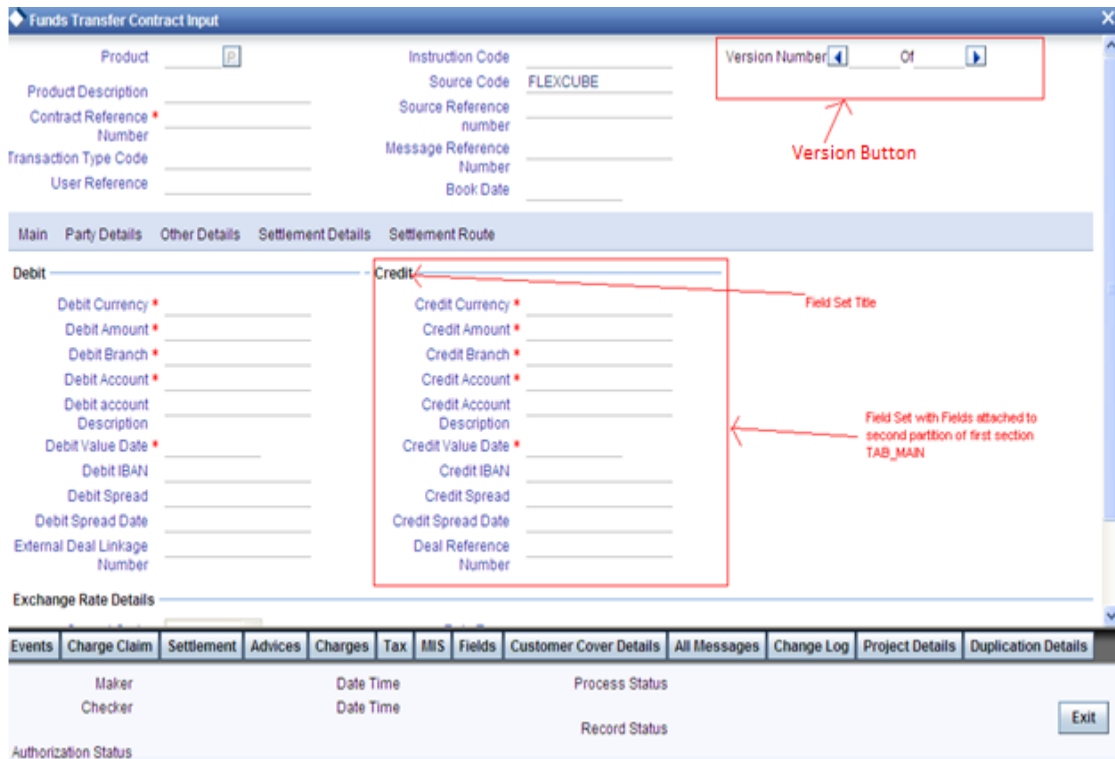 Funds Transfer Contract Input X
Product P Instruction Code Version Number Of
Product Description Source Code FLEXCUBE
Contract Reference * Number Source Reference number
Transaction Type Code Message Reference Number
User Reference Book Date
Version Button
Main Party Details Other Details Settlement Details Settlement Route
Debit Credit
Field Set Title
Debit Currency * Credit Currency *
Debit Amount * Credit Amount *
Debit Branch * Credit Branch *
Debit Account * Credit Account *
Debit account Description Credit Account Description
Field Set with Fields attached to
second partition of first section
TAB_MAIN
Debit Value Date * Credit Value Date *
Debit IBAN Credit IBAN
Debit Spread Credit Spread
Debit Spread Date Credit Spread Date
External Deal Linkage Number Deal Reference Number
Exchange Rate Details
Events Charge Claim Settlement Advices Charges Tax MIS Fields Customer Cover Details All Messages Change Log Project Details Duplication Details
Maker Date Time Process Status
Checker Date Time
Record Status Exit
Authorization Status